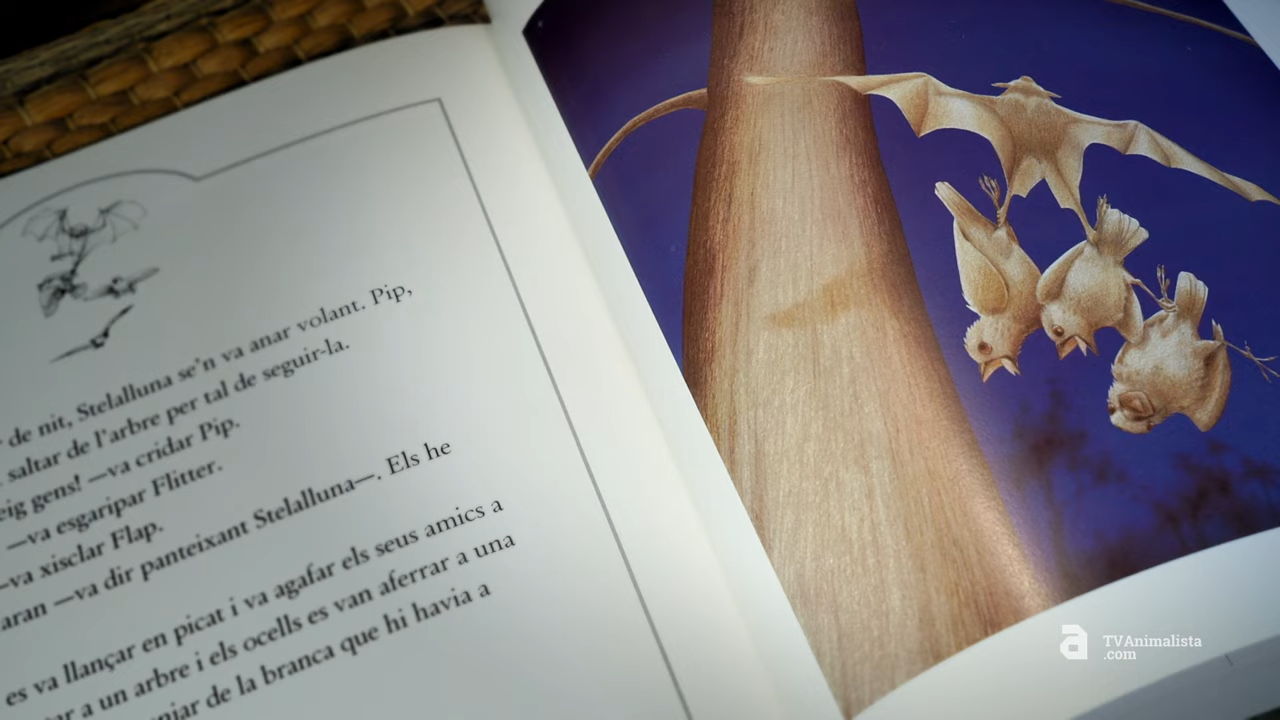 de nit, Stelalluna se'n va anar volant. Pip,
saltar de l'arbre per tal de seguir-la.
gens! —va cridar Pip.
—va esgaripar Flitter.
—va xisclar Flap.
—va dir panteixant Stelalluna—. Els he
es va llançar en picat i va agafar els seus amics a
a un arbre i els ocells es van aferrar a una
de la branca que hi havia a
a TVAnimalista
.com